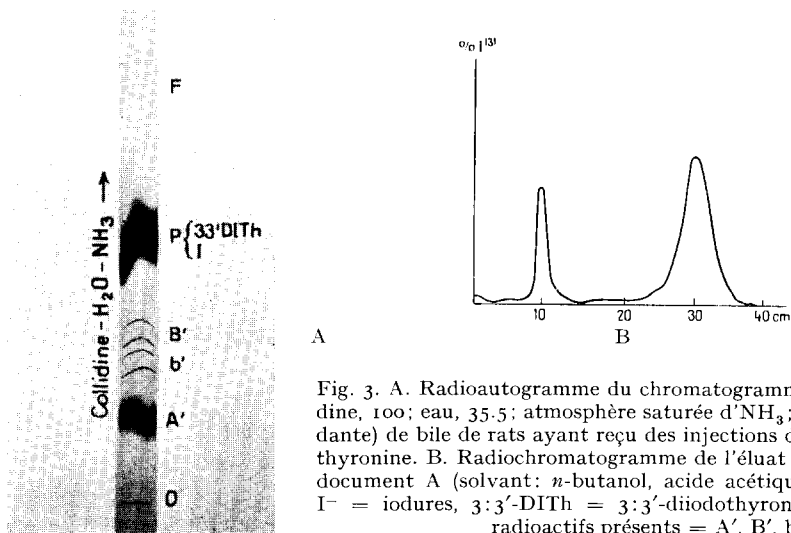 F
P { 33'DITh
I
B'
b'
A'
O
Collidine - H₂O - NH₃ →
A
% I¹³¹
10 20 30 40 cm
B
Fig. 3. A. Radioautogramme du chromatogramm
dine, 100; eau, 35.5; atmosphère saturée d'NH₃;
dante) de bile de rats ayant reçu des injections
thyronine. B. Radiochromatogramme de l'éluat
document A (solvant: n-butanol, acide acétiqu
I⁻ = iodures, 3:3'-DITh = 3:3'-diiodothyron
radioactifs présents = A', B',